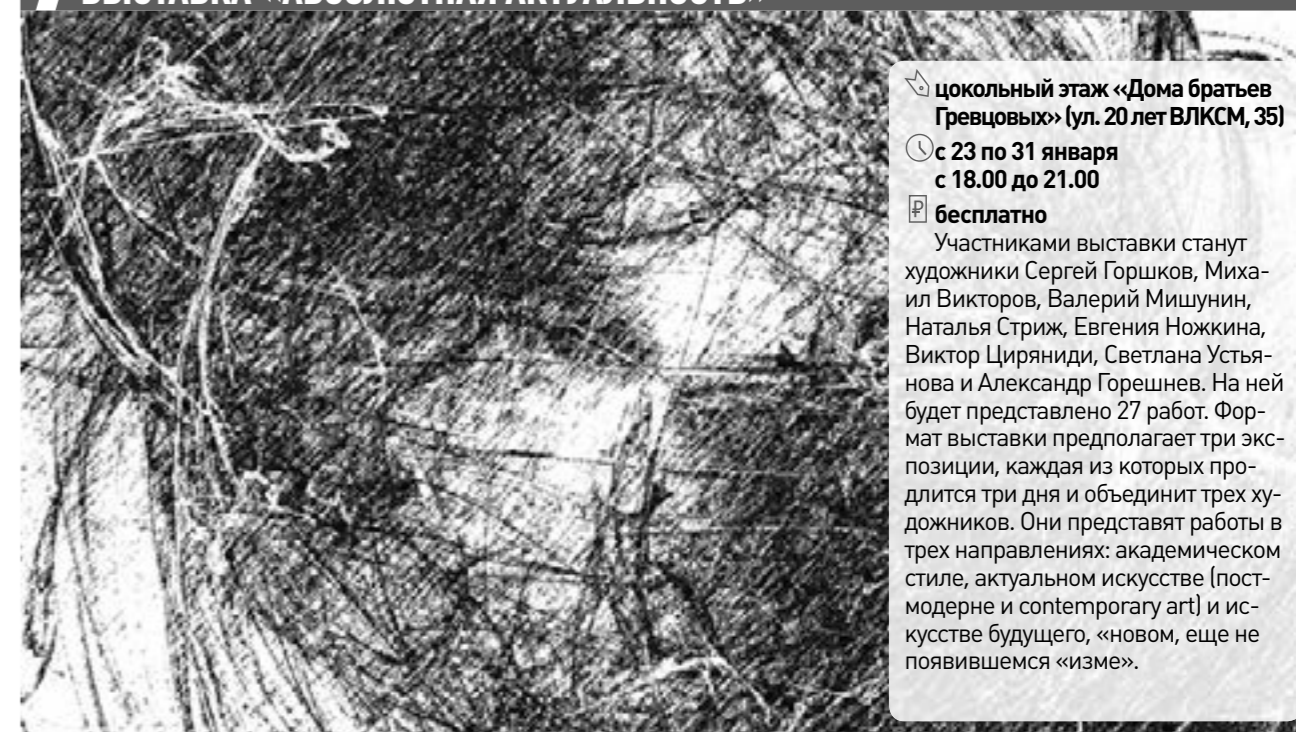 ВЫСТАВКА «АБСОЛЮТНАЯ АКТУАЛЬНОСТЬ»
цокольный этаж «Дома братьев
Гревцовых» (ул. 20 лет ВЛКСМ, 35)
с 23 по 31 января
с 18.00 до 21.00
бесплатно
Участниками выставки станут
художники Сергей Горшков, Миха-
ил Викторов, Валерий Мишунин,
Наталья Стриж, Евгения Ножкина,
Виктор Циряниди, Светлана Устья-
нова и Александр Горешнев. На ней
будет представлено 27 работ. Фор-
мат выставки предполагает три экс-
позиции, каждая из которых про-
длится три дня и объединит трех ху-
дожников. Они представят работы в
трех направлениях: академическом
стиле, актуальном искусстве (пост-
модерне и contemporary art) и ис-
кусстве будущего, «новом, еще не
появившемся «изме».